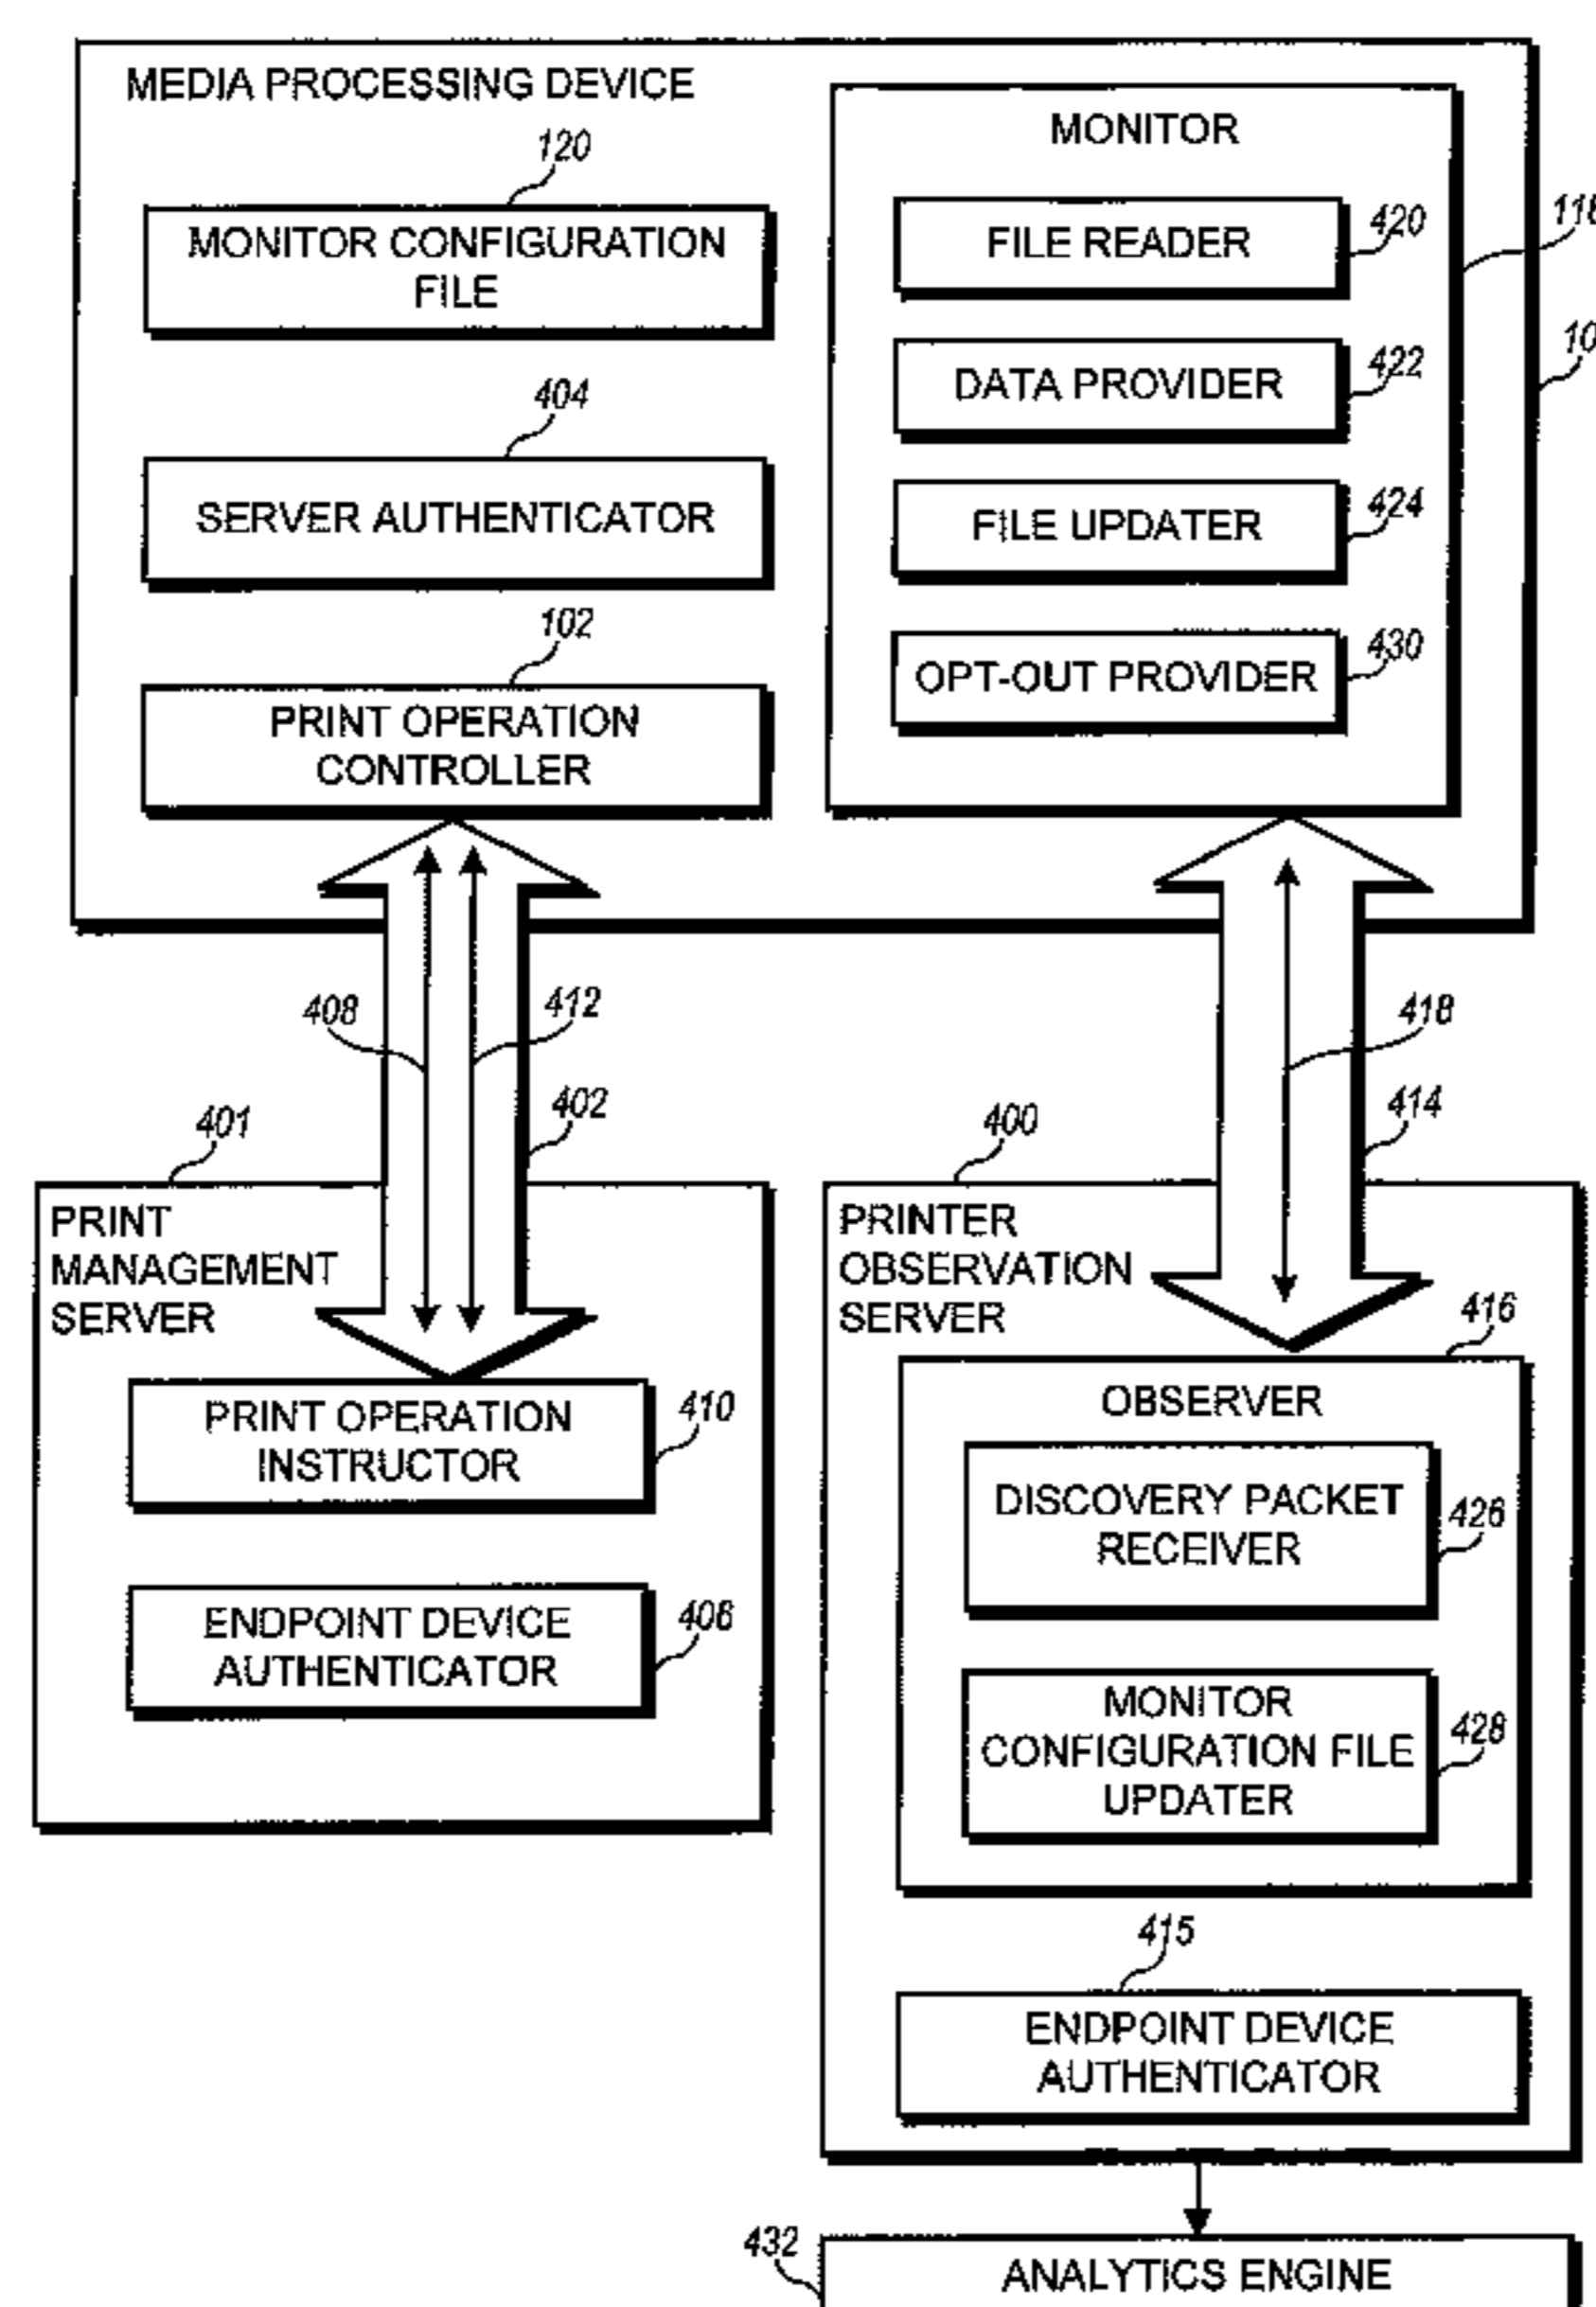 MEDIA PROCESSING DEVICE
120
MONITOR CONFIGURATION
FILE
404
SERVER AUTHENTICATOR
102
PRINT OPERATION
CONTROLLER
MONITOR
FILE READER
420
DATA PROVIDER
422
FILE UPDATER
424
OPT-OUT PROVIDER
430
408
412
402
418
414
401
PRINT
MANAGEMENT
SERVER
PRINT OPERATION
INSTRUCTOR
410
ENDPOINT DEVICE
AUTHENTICATOR
406
400
PRINTER
OBSERVATION
SERVER
416
OBSERVER
DISCOVERY PACKET
RECEIVER
426
MONITOR
CONFIGURATION FILE
UPDATER
428
415
ENDPOINT DEVICE
AUTHENTICATOR
432
ANALYTICS ENGINE